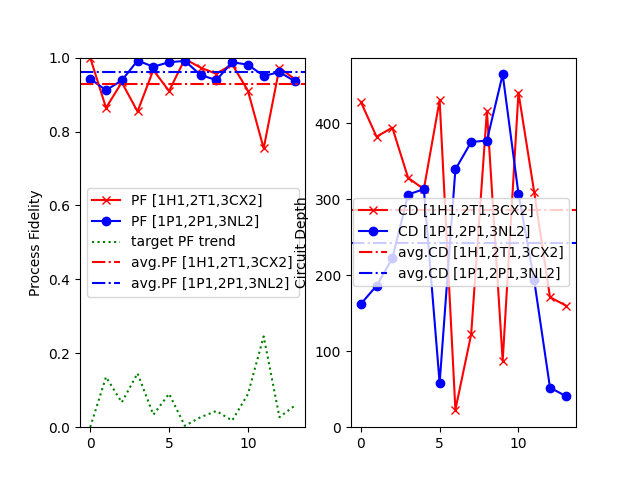 1.0
0.8
0.6
0.4
0.2
0.0
0
5
10
Process Fidelity
PF [1H1,2T1,3CX2]
PF [1P1,2P1,3NL2]
target PF trend
avg.PF [1H1,2T1,3CX2]
avg.PF [1P1,2P1,3NL2]
400
300
200
100
0
0
5
10
Circuit Depth
CD [1H1,2T1,3CX2]
CD [1P1,2P1,3NL2]
avg.CD [1H1,2T1,3CX2]
avg.CD [1P1,2P1,3NL2]